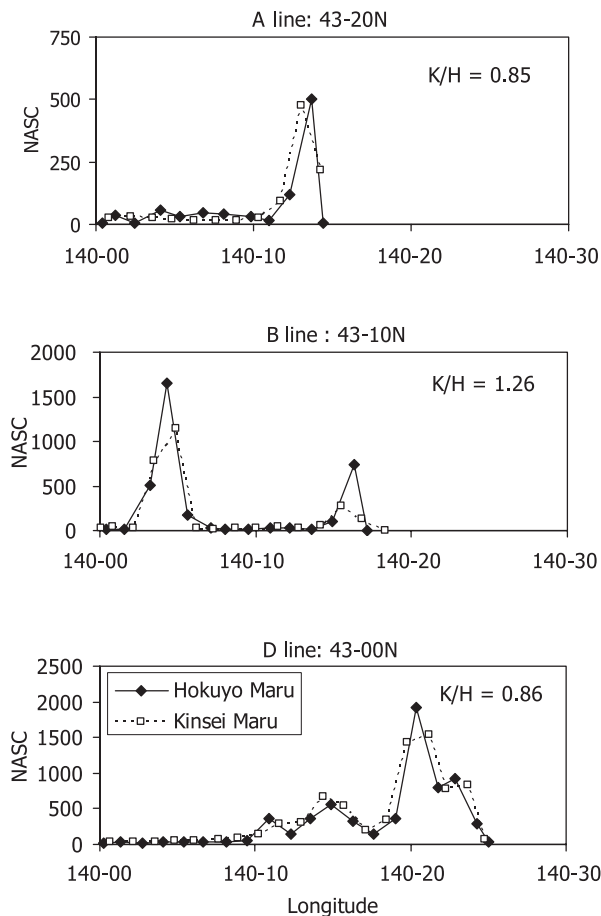 A line: 43-20N
750
500
250
0
NASC
K/H = 0.85
140-00 140-10 140-20 140-30
B line : 43-10N
2000
1500
1000
500
0
NASC
K/H = 1.26
140-00 140-10 140-20 140-30
D line: 43-00N
2500
2000
1500
1000
500
0
NASC
Hokuyo Maru
Kinsei Maru
K/H = 0.86
140-00 140-10 140-20 140-30
Longitude